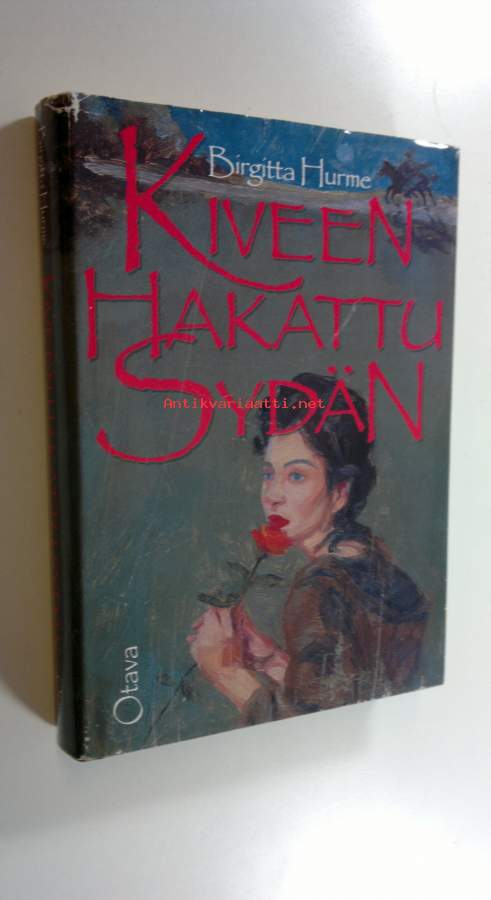 Birgitta Hurme
KIVEEN
HAKATTU
SYDÄN
Antikvariaatti.net
Otava